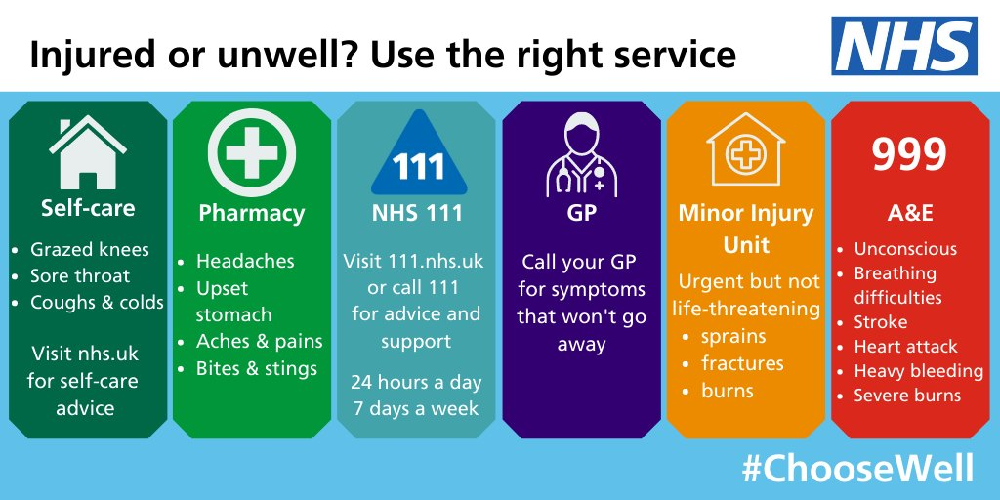 Injured or unwell? Use the right service
NHS
Self-care
• Grazed knees
• Sore throat
• Coughs & colds
Visit nhs.uk
for self-care
advice
Pharmacy
• Headaches
• Upset
stomach
• Aches & pains
• Bites & stings
111
NHS 111
Visit 111.nhs.uk
or call 111
for advice and
support
24 hours a day
7 days a week
GP
Call your GP
for symptoms
that won't go
away
Minor Injury
Unit
Urgent but not
life-threatening
• sprains
• fractures
• burns
999
A&E
• Unconscious
• Breathing
difficulties
• Stroke
• Heart attack
• Heavy bleeding
• Severe burns
#ChooseWell